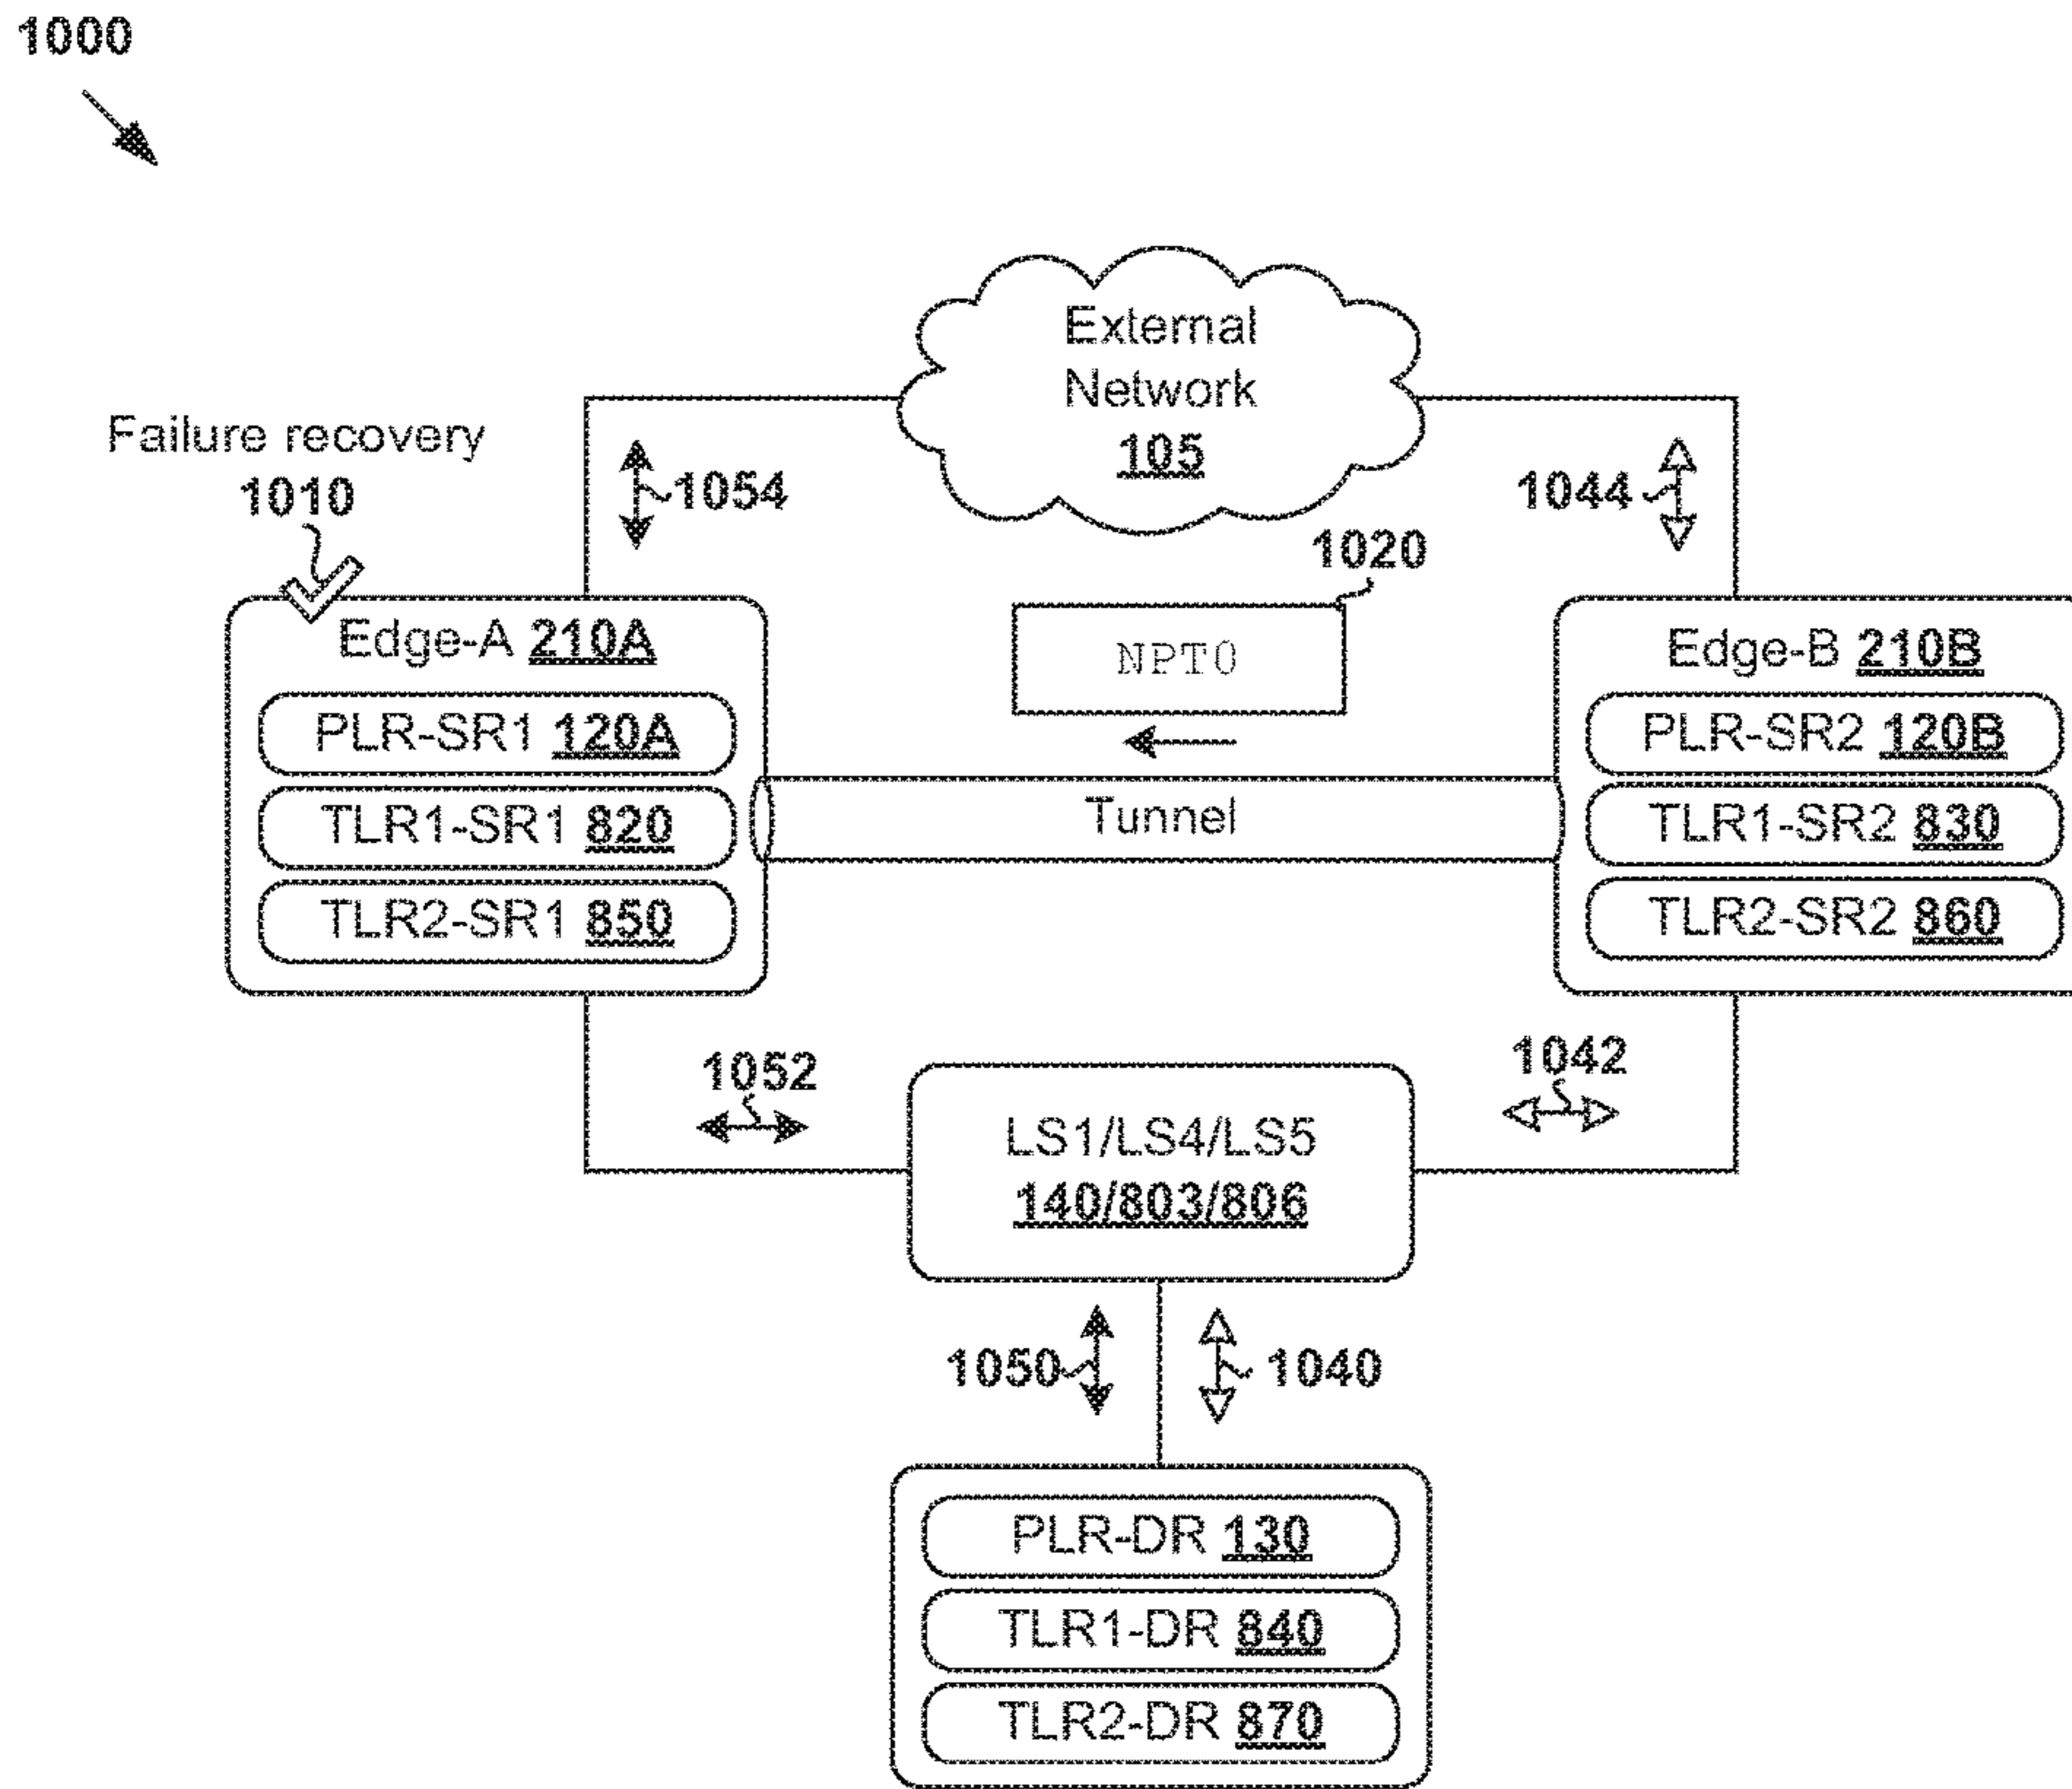 1000
External
Network
105
Failure recovery
1010
1054
1044
1020
NPT0
Edge-A 210A
PLR-SR1 120A
TLR1-SR1 820
TLR2-SR1 850
Tunnel
Edge-B 210B
PLR-SR2 120B
TLR1-SR2 830
TLR2-SR2 860
1052
1042
LS1/LS4/LS5
140/803/806
1050
1040
PLR-DR 130
TLR1-DR 840
TLR2-DR 870